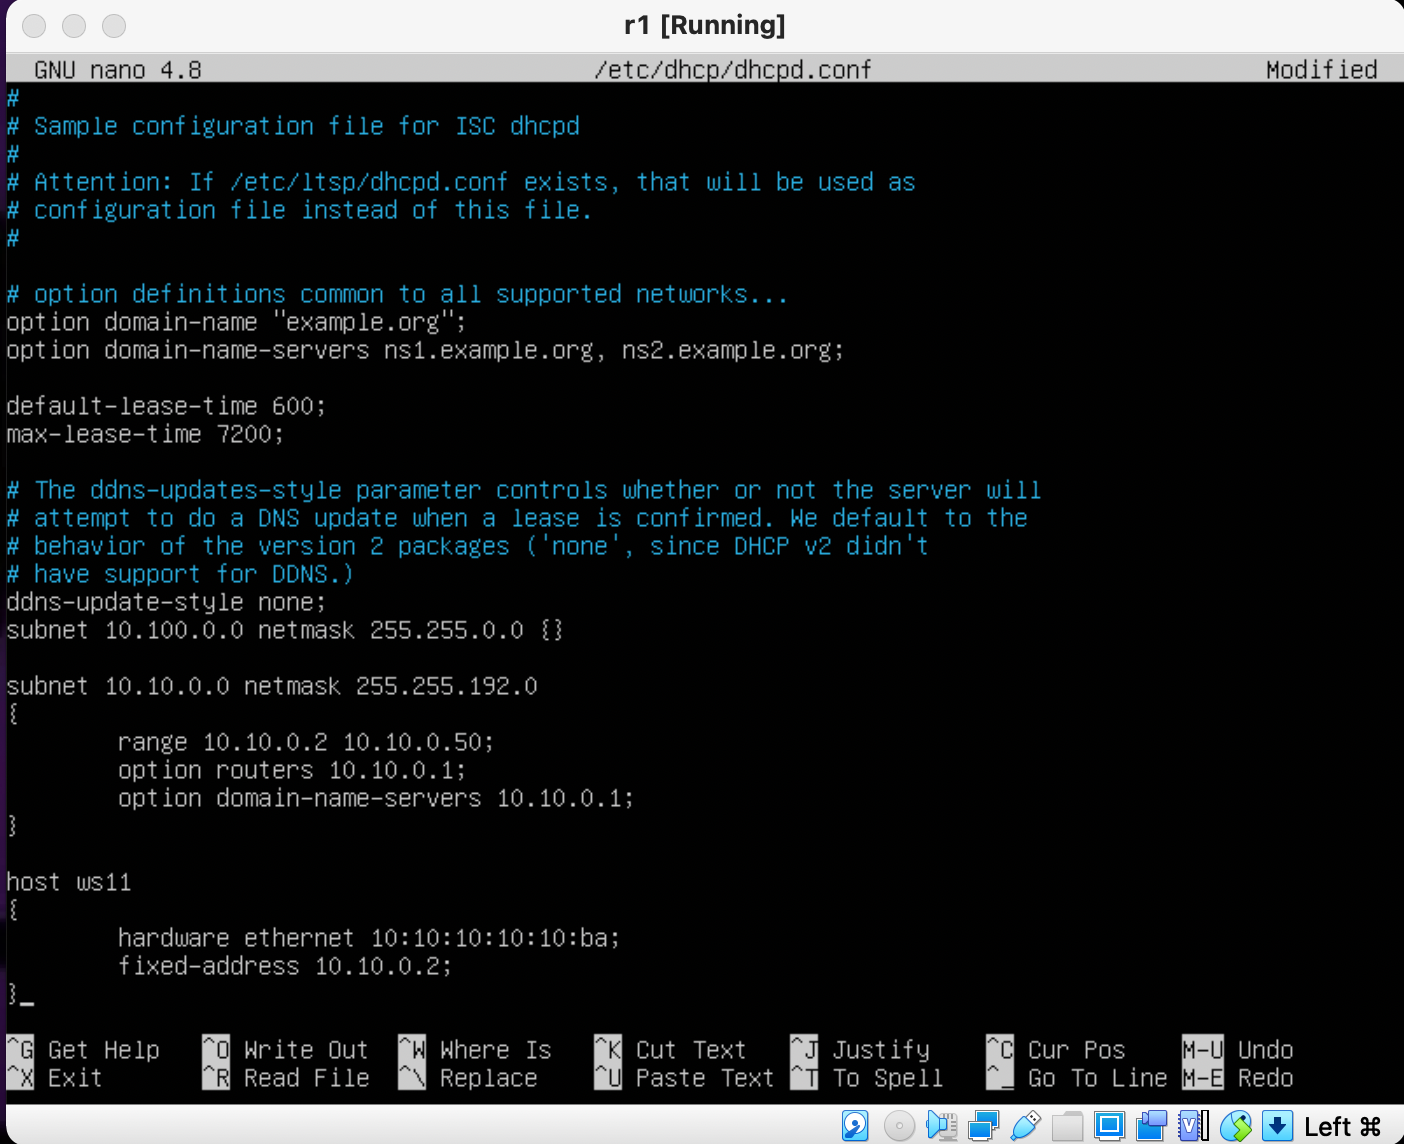 r1 [Running]
GNU nano 4.8 /etc/dhcp/dhcpd.conf Modified
#
# Sample configuration file for ISC dhcpd
#
# Attention: If /etc/ltsp/dhcpd.conf exists, that will be used as
# configuration file instead of this file.
#
# option definitions common to all supported networks...
option domain-name "example.org";
option domain-name-servers ns1.example.org, ns2.example.org;
default-lease-time 600;
max-lease-time 7200;
# The ddns-updates-style parameter controls whether or not the server will
# attempt to do a DNS update when a lease is confirmed. We default to the
# behavior of the version 2 packages ('none', since DHCP v2 didn't
# have support for DDNS.)
ddns-update-style none;
subnet 10.100.0.0 netmask 255.255.0.0 {}
subnet 10.10.0.0 netmask 255.255.192.0
{
range 10.10.0.2 10.10.0.50;
option routers 10.10.0.1;
option domain-name-servers 10.10.0.1;
}
host ws11
{
hardware ethernet 10:10:10:10:10:ba;
fixed-address 10.10.0.2;
}_
^G Get Help ^O Write Out ^W Where Is ^K Cut Text ^J Justify ^C Cur Pos M-U Undo
^X Exit ^R Read File ^\ Replace ^U Paste Text ^T To Spell ^_ Go To Line M-E Redo
Left ⌘